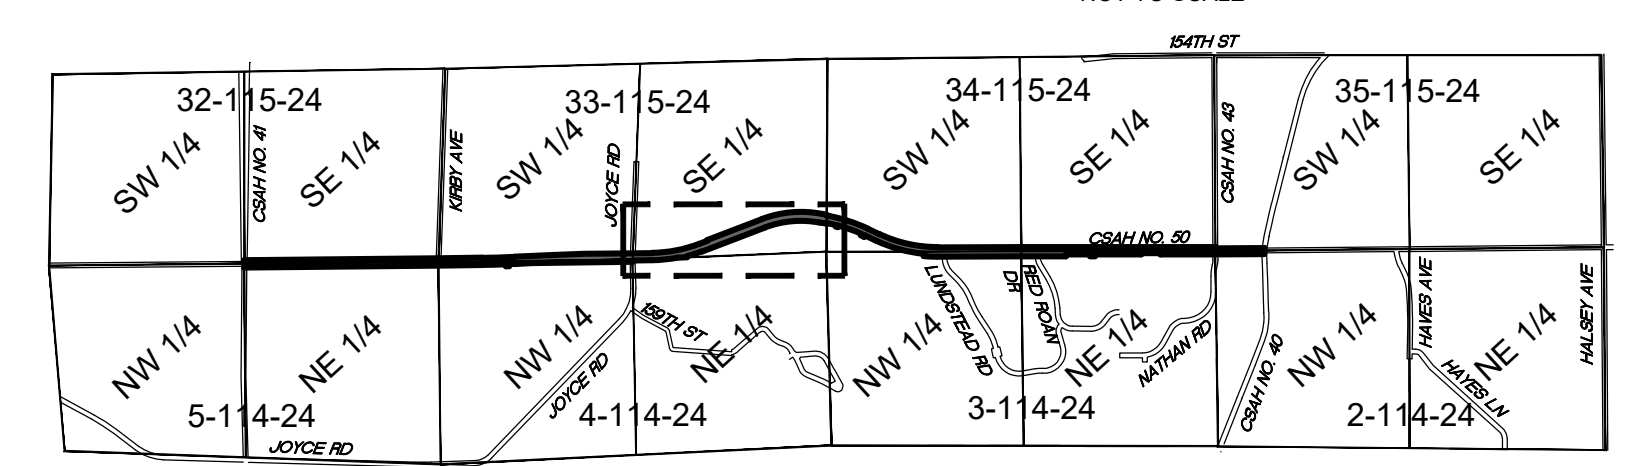 154TH ST
32-115-24
33-115-24
34-115-24
35-115-24
SW 1/4
CSAH NO. 41
SE 1/4
KIRBY AVE
SW 1/4
JOYCE RD
SE 1/4
SW 1/4
SE 1/4
CSAH NO. 43
SW 1/4
SE 1/4
CSAH NO. 50
NW 1/4
NE 1/4
NW 1/4
JOYCE RD
159TH ST
NE 1/4
NW 1/4
LUNDSTEAD RD
RED ROAN
DR
NE 1/4
NATHAN RD
CSAH NO. 40
NW 1/4
HAYES AVE
HAYES LN
NE 1/4
HALSEY AVE
5-114-24
4-114-24
3-114-24
2-114-24
JOYCE RD